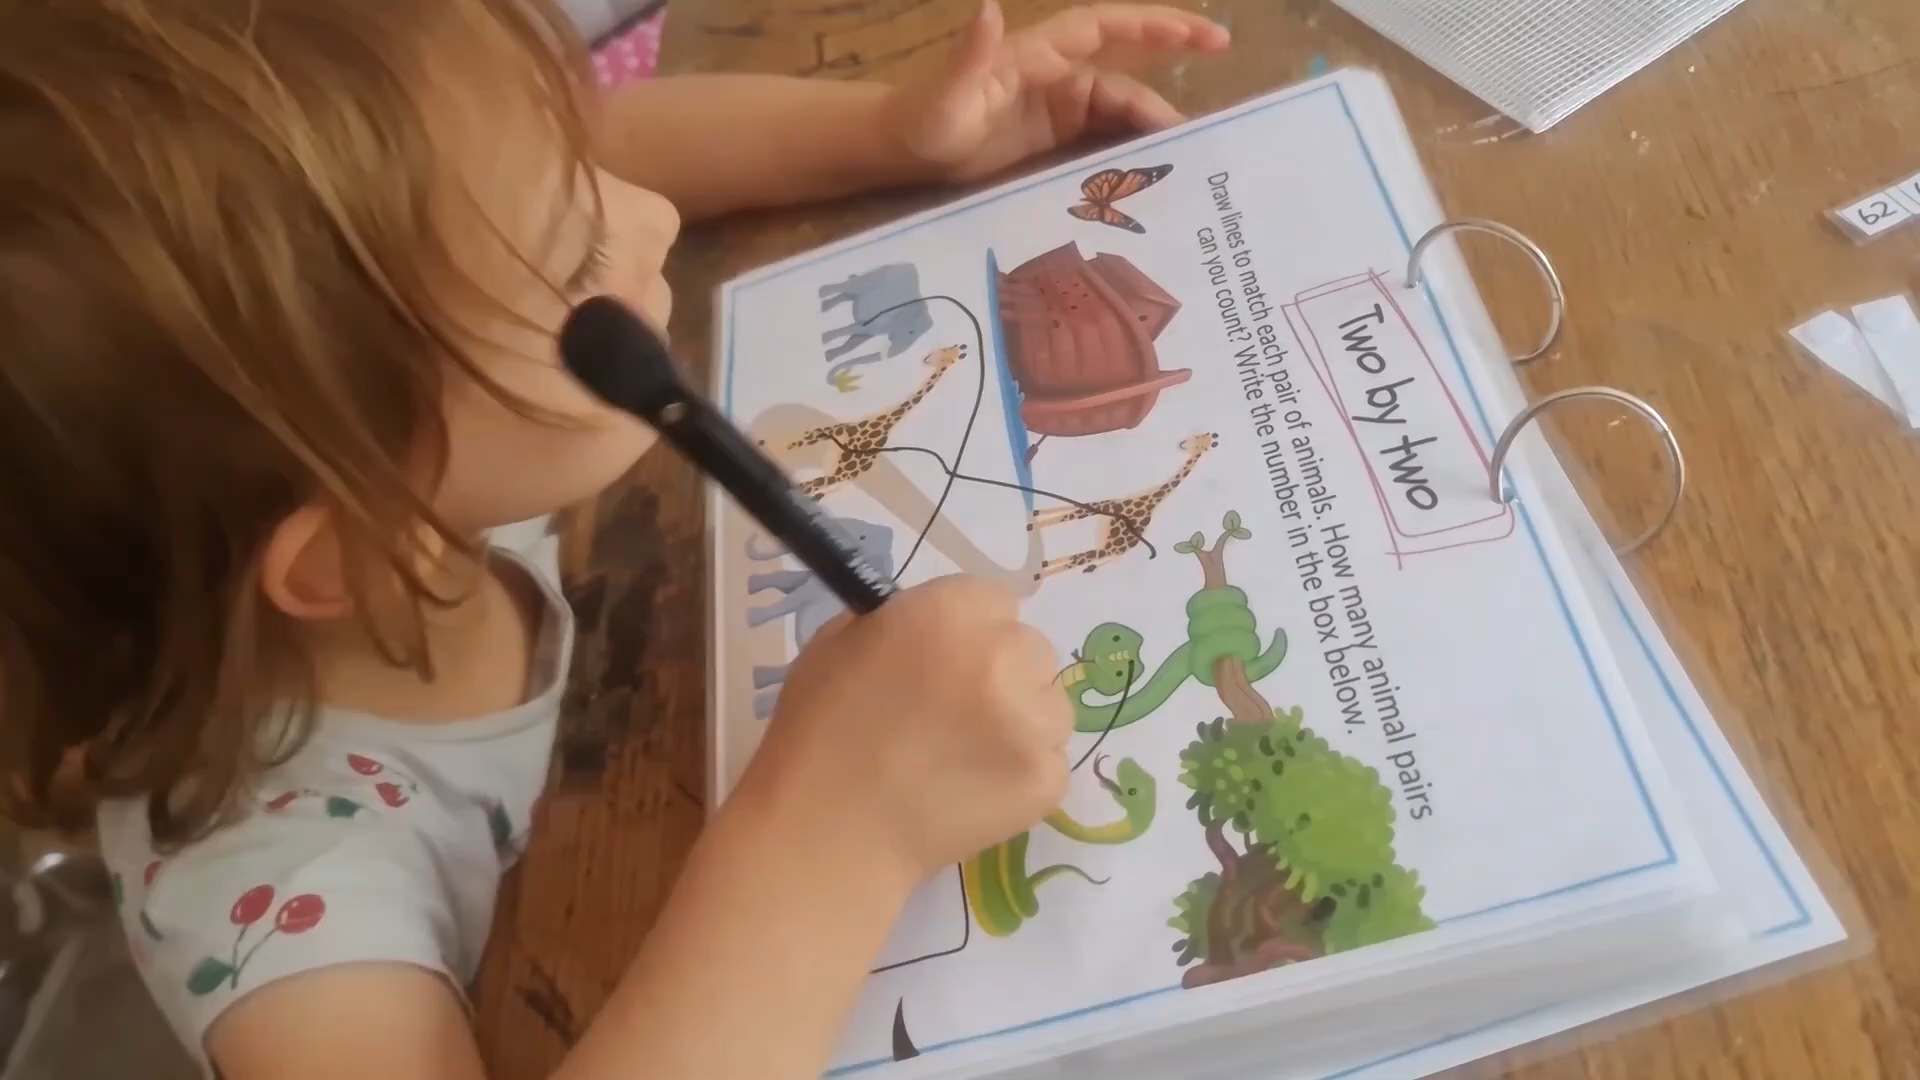 Two by two
Draw lines to match each pair of animals. How many animal pairs
can you count? Write the number in the box below.
62